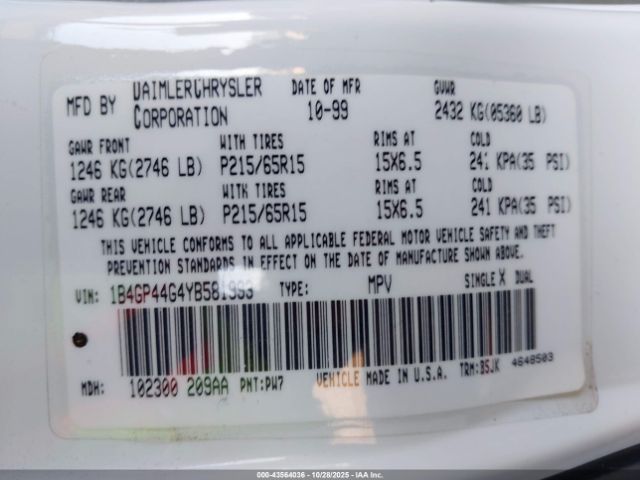 MFD BY DAIMLERCHRYSLER CORPORATION DATE OF MFR 10-99 GVWR 2432 KG(05360 LB)
GAWR FRONT WITH TIRES RIMS AT COLD
1246 KG(2746 LB) P215/65R15 15X6.5 241 KPA(35 PSI)
GAWR REAR WITH TIRES RIMS AT COLD
1246 KG(2746 LB) P215/65R15 15X6.5 241 KPA(35 PSI)
THIS VEHICLE CONFORMS TO ALL APPLICABLE FEDERAL MOTOR VEHICLE SAFETY AND THEFT
PREVENTION STANDARDS IN EFFECT ON THE DATE OF MANUFACTURE SHOWN ABOVE.
VIN: 1B4GP44G4YB581993 TYPE: MPV SINGLE X DUAL
MDH: 102300 209AA PNT:PW7 VEHICLE MADE IN U.S.A. TRM:B5JK 4648503
000-43564036 | 10/28/2025 | IAA Inc.